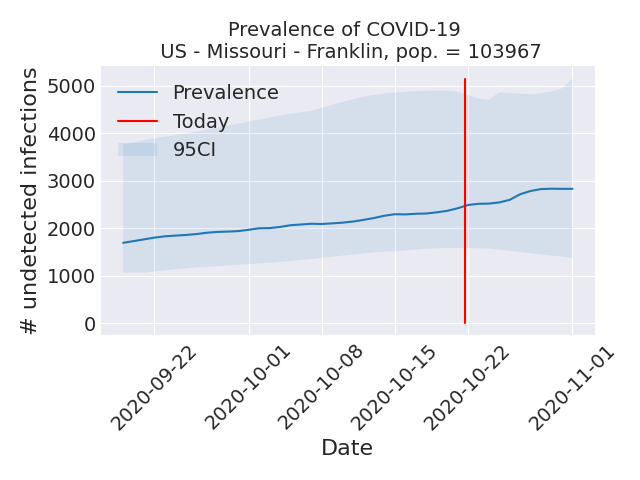 Prevalence of COVID-19
US - Missouri - Franklin, pop. = 103967
# undetected infections
5000
4000
3000
2000
1000
0
Prevalence
Today
95CI
2020-09-22
2020-10-01
2020-10-08
2020-10-15
2020-10-22
2020-11-01
Date